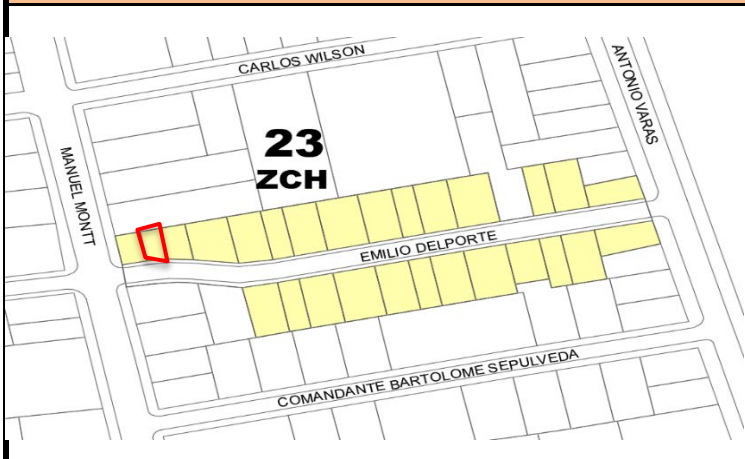 CARLOS WILSON
ANTONIO VARAS
23
ZCH
MANUEL MONTT
EMILIO DELPORTE
COMANDANTE BARTOLOME SEPULVEDA